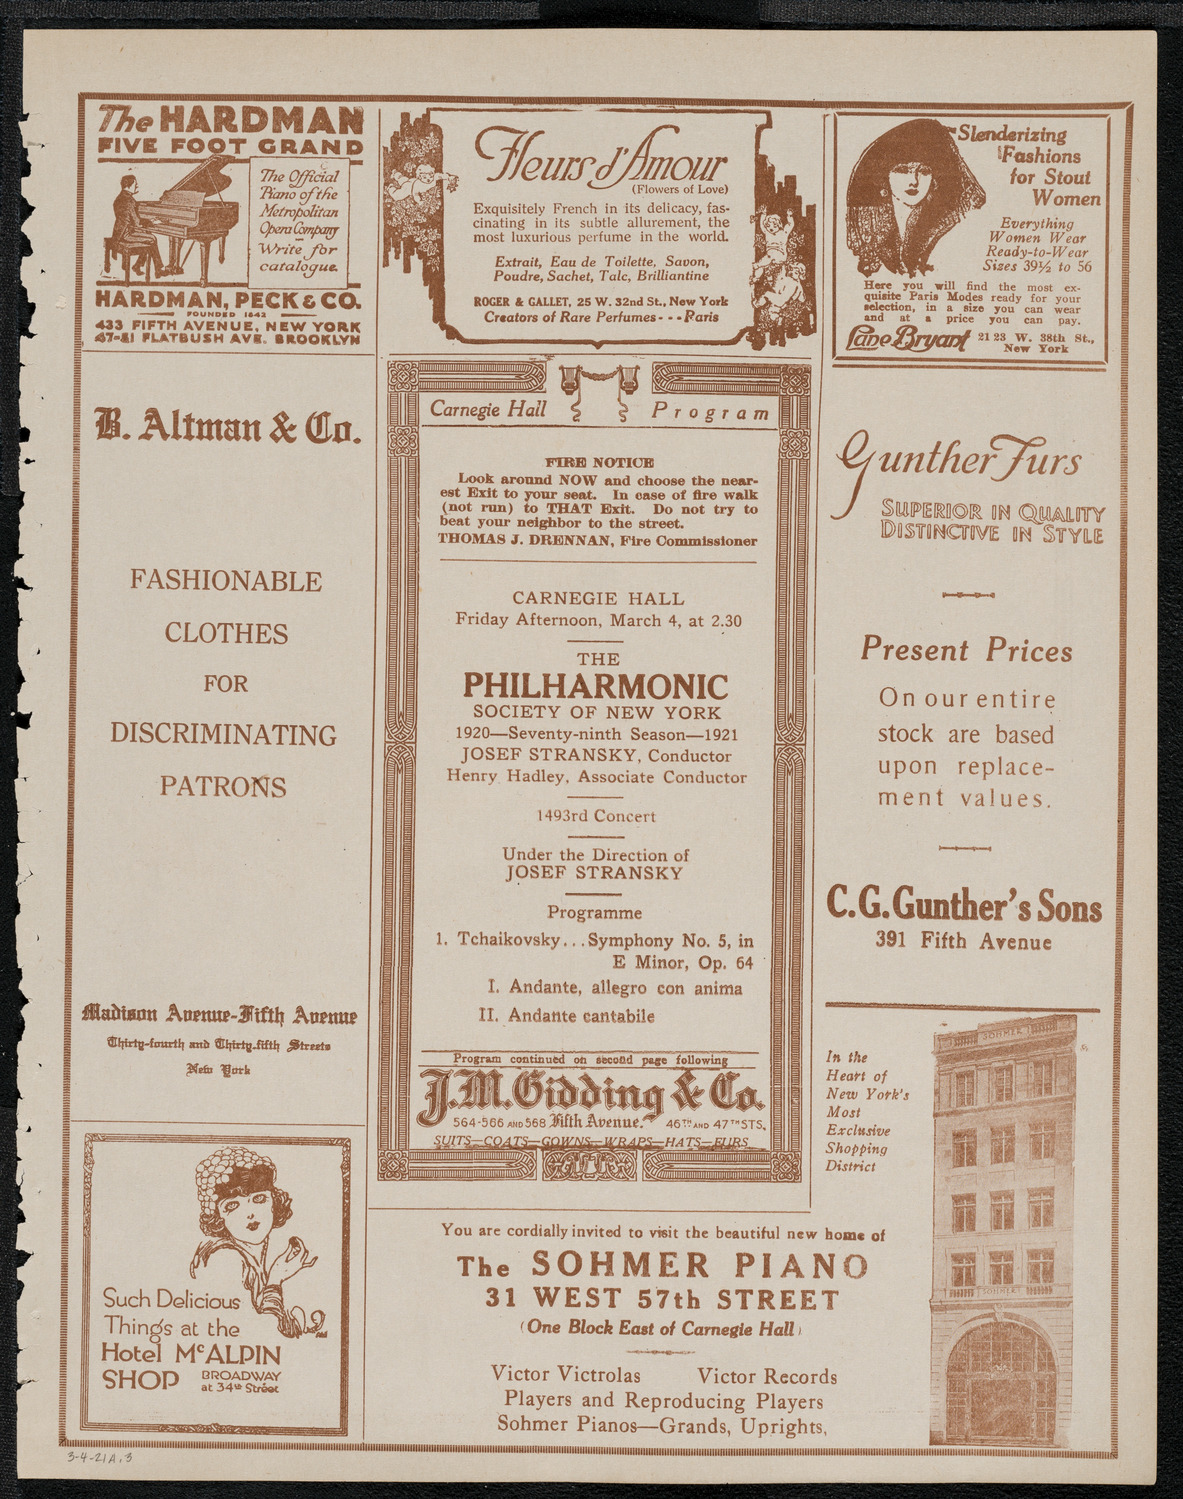 The HARDMAN
FIVE FOOT GRAND
The Official
Piano of the
Metropolitan
Opera Company
Write for
catalogue.
HARDMAN, PECK & CO.
FOUNDED 1842
433 FIFTH AVENUE, NEW YORK
47-51 FLATBUSH AVE. BROOKLYN
Fleurs d'Amour
(Flowers of Love)
Exquisitely French in its delicacy, fas-
cinating in its subtle allurement, the
most luxurious perfume in the world.
Extrait, Eau de Toilette, Savon,
Poudre, Sachet, Talc, Brilliantine
ROGER & GALLET, 25 W. 32nd St., New York
Creators of Rare Perfumes - - - Paris
Slenderizing
Fashions
for Stout
Women
Everything
Women Wear
Ready-to-Wear
Sizes 39½ to 56
Here you will find the most ex-
quisite Paris Modes ready for your
selection, in a size you can wear
and at a price you can pay.
Lane Bryant 21 23 W. 38th St.,
New York
B. Altman & Co.
FASHIONABLE
CLOTHES
FOR
DISCRIMINATING
PATRONS
Madison Avenue-Fifth Avenue
Thirty-fourth and Thirty-fifth Streets
New York
Such Delicious
Things at the
Hotel McALPIN
SHOP BROADWAY
at 34th Street
Carnegie Hall Program
FIRE NOTICE
Look around NOW and choose the near-
est Exit to your seat. In case of fire walk
(not run) to THAT Exit. Do not try to
beat your neighbor to the street.
THOMAS J. DRENNAN, Fire Commissioner
CARNEGIE HALL
Friday Afternoon, March 4, at 2.30
THE
PHILHARMONIC
SOCIETY OF NEW YORK
1920—Seventy-ninth Season—1921
JOSEF STRANSKY, Conductor
Henry Hadley, Associate Conductor
1493rd Concert
Under the Direction of
JOSEF STRANSKY
Programme
1. Tchaikovsky...Symphony No. 5, in
E Minor, Op. 64
I. Andante, allegro con anima
II. Andante cantabile
Program continued on second page following
J.M. Gidding & Co.
564-566 AND 568 Fifth Avenue. 46TH AND 47TH STS.
SUITS—COATS—GOWNS—WRAPS—HATS—FURS
Gunther Furs
SUPERIOR IN QUALITY
DISTINCTIVE IN STYLE
Present Prices
On our entire
stock are based
upon replace-
ment values.
C.G. Gunther's Sons
391 Fifth Avenue
In the
Heart of
New York's
Most
Exclusive
Shopping
District
SOHMER
SOHMER
You are cordially invited to visit the beautiful new home of
The SOHMER PIANO
31 WEST 57th STREET
(One Block East of Carnegie Hall)
Victor Victrolas Victor Records
Players and Reproducing Players
Sohmer Pianos—Grands, Uprights,
3-4-21A.3